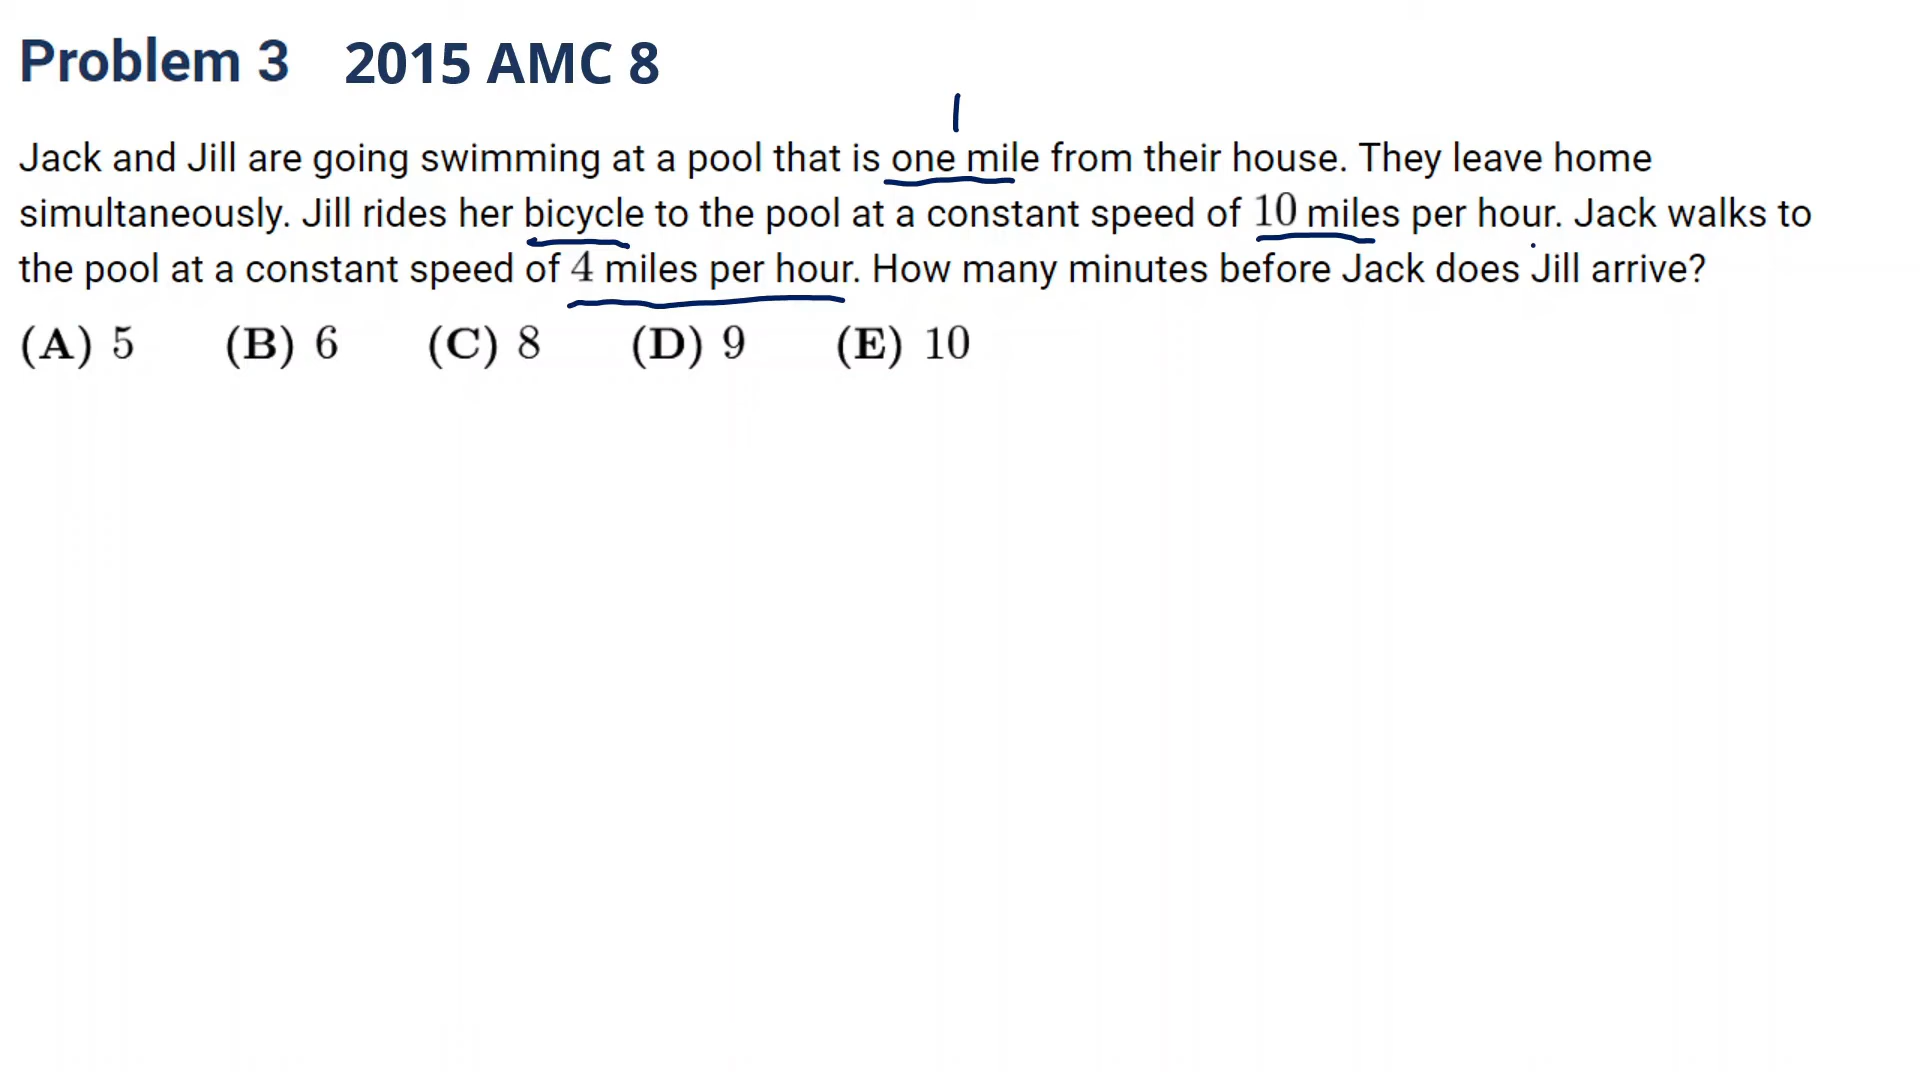 Problem 3 2015 AMC 8
1
Jack and Jill are going swimming at a pool that is one mile from their house. They leave home
simultaneously. Jill rides her bicycle to the pool at a constant speed of 10 miles per hour. Jack walks to
the pool at a constant speed of 4 miles per hour. How many minutes before Jack does Jill arrive?
(A) 5 (B) 6 (C) 8 (D) 9 (E) 10